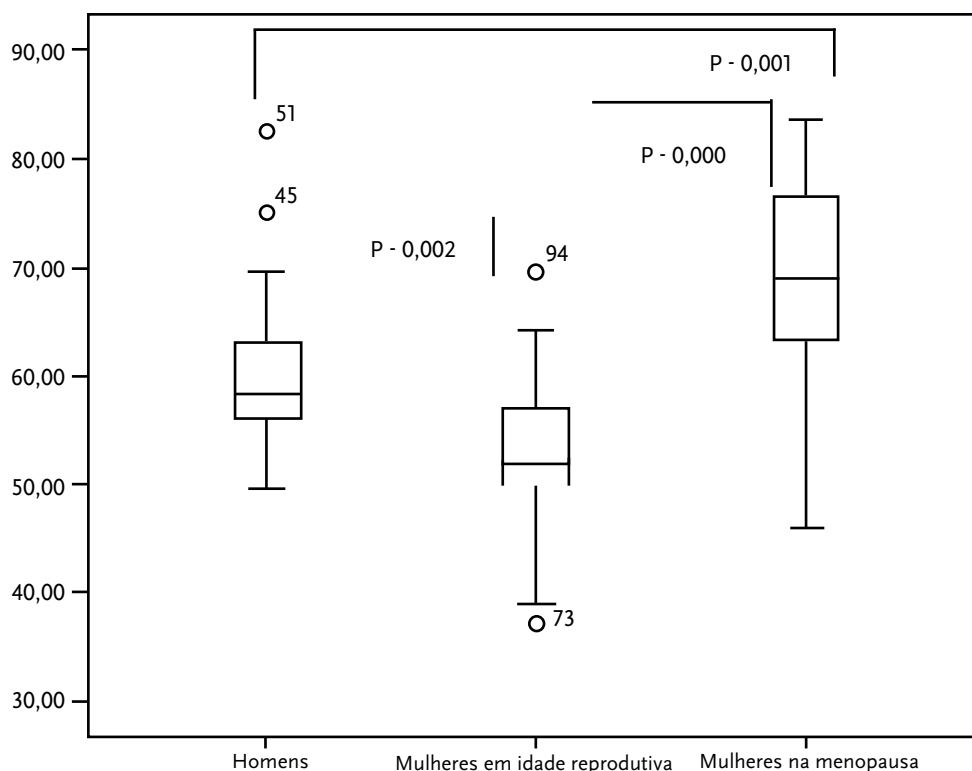 90,00
P - 0,001
51
80,00
P - 0,000
45
P - 0,002
94
70,00
60,00
50,00
40,00
73
30,00
Homens
Mulheres em idade reprodutiva
Mulheres na menopausa